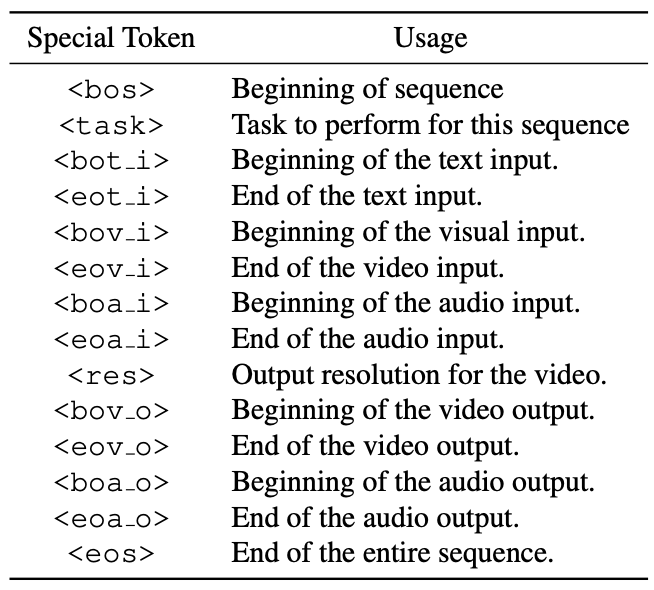 Special Token Usage
<bos> Beginning of sequence
<task> Task to perform for this sequence
<bot_i> Beginning of the text input.
<eot_i> End of the text input.
<bov_i> Beginning of the visual input.
<eov_i> End of the video input.
<boa_i> Beginning of the audio input.
<eoa_i> End of the audio input.
<res> Output resolution for the video.
<bov_o> Beginning of the video output.
<eov_o> End of the video output.
<boa_o> Beginning of the audio output.
<eoa_o> End of the audio output.
<eos> End of the entire sequence.